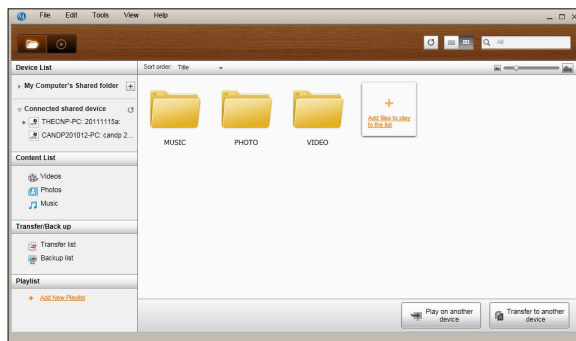 File Edit Tools View Help
All
Device List
Sort order: Title
My Computer's Shared folder
Connected shared device
THECNP-PC: 20111115a:
CANDP201012-PC: candp 2...
MUSIC
PHOTO
VIDEO
Add files to play
to the list
Content List
Videos
Photos
Music
Transfer/Back up
Transfer list
Backup list
Playlist
Add New Playlist
Play on another
device
Transfer to another
device